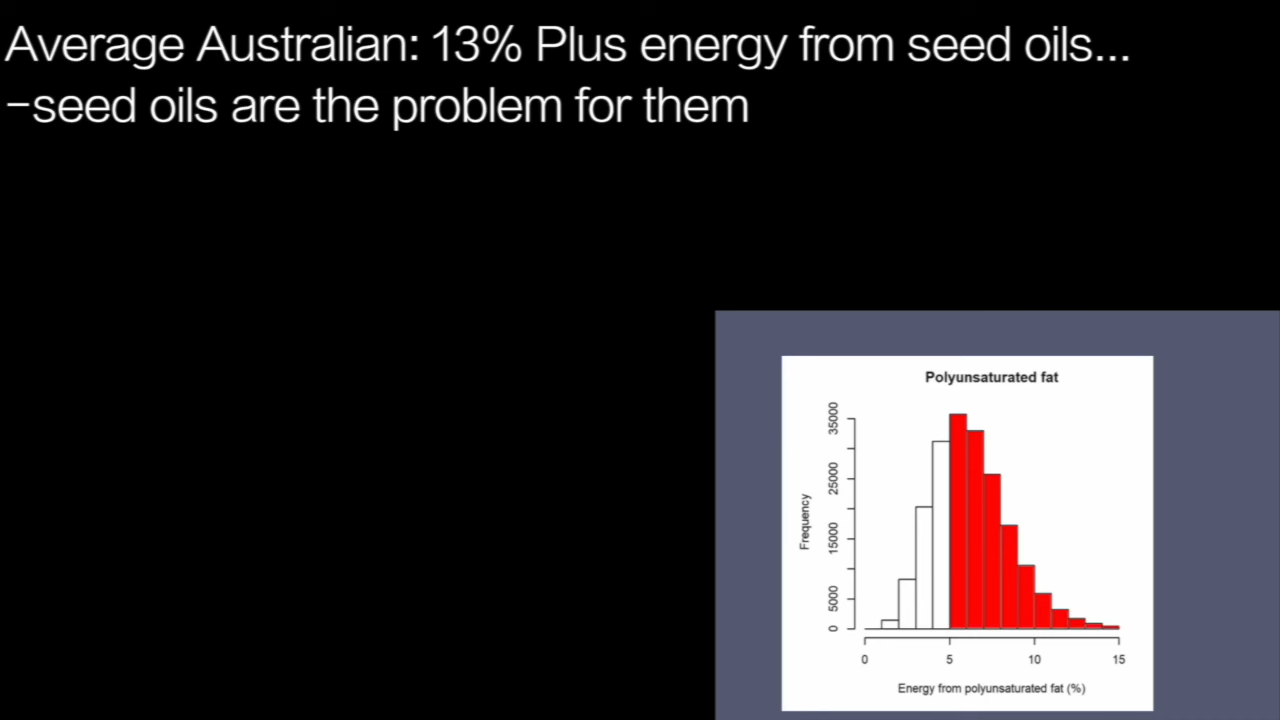 Average Australian: 13% Plus energy from seed oils...
−seed oils are the problem for them
Polyunsaturated fat
Frequency
35000
25000
15000
5000
0
0 5 10 15
Energy from polyunsaturated fat (%)